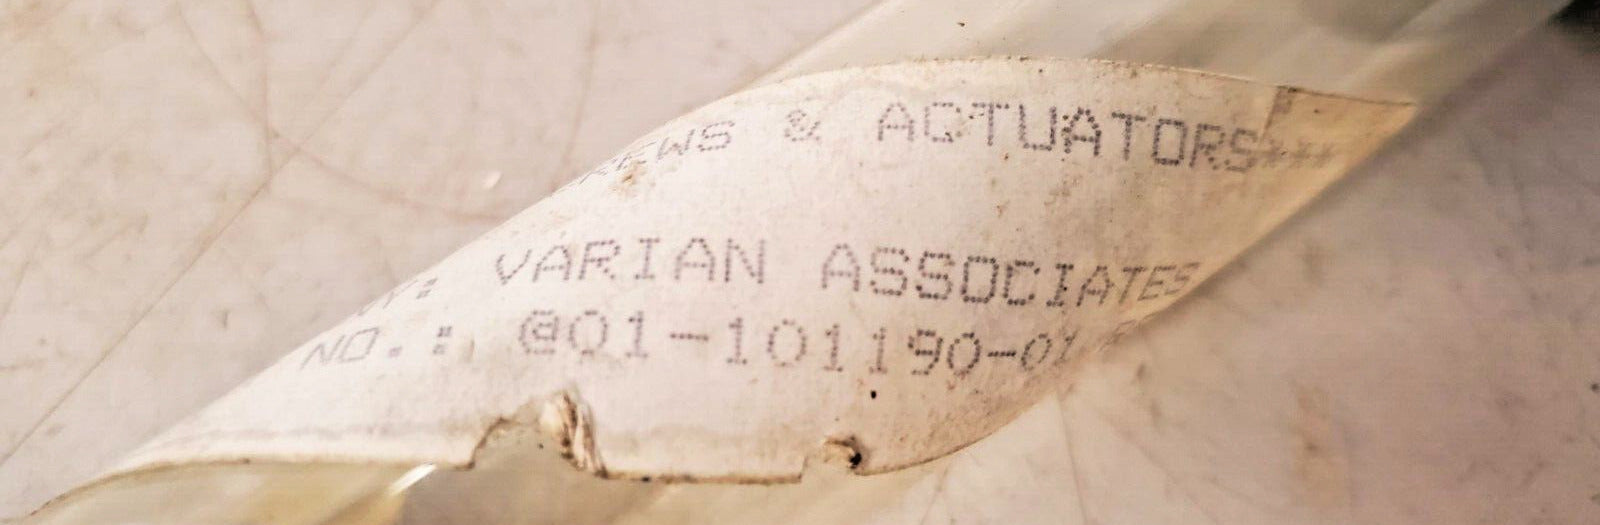 REWS & ACTUATORS***
Y: VARIAN ASSOCIATES
NO.: @01-101190-01